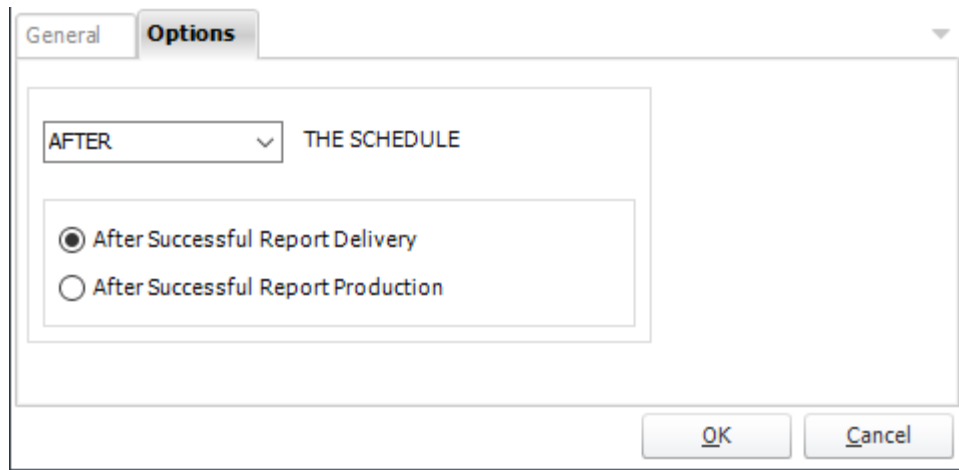 General Options
AFTER THE SCHEDULE
After Successful Report Delivery
After Successful Report Production
OK Cancel